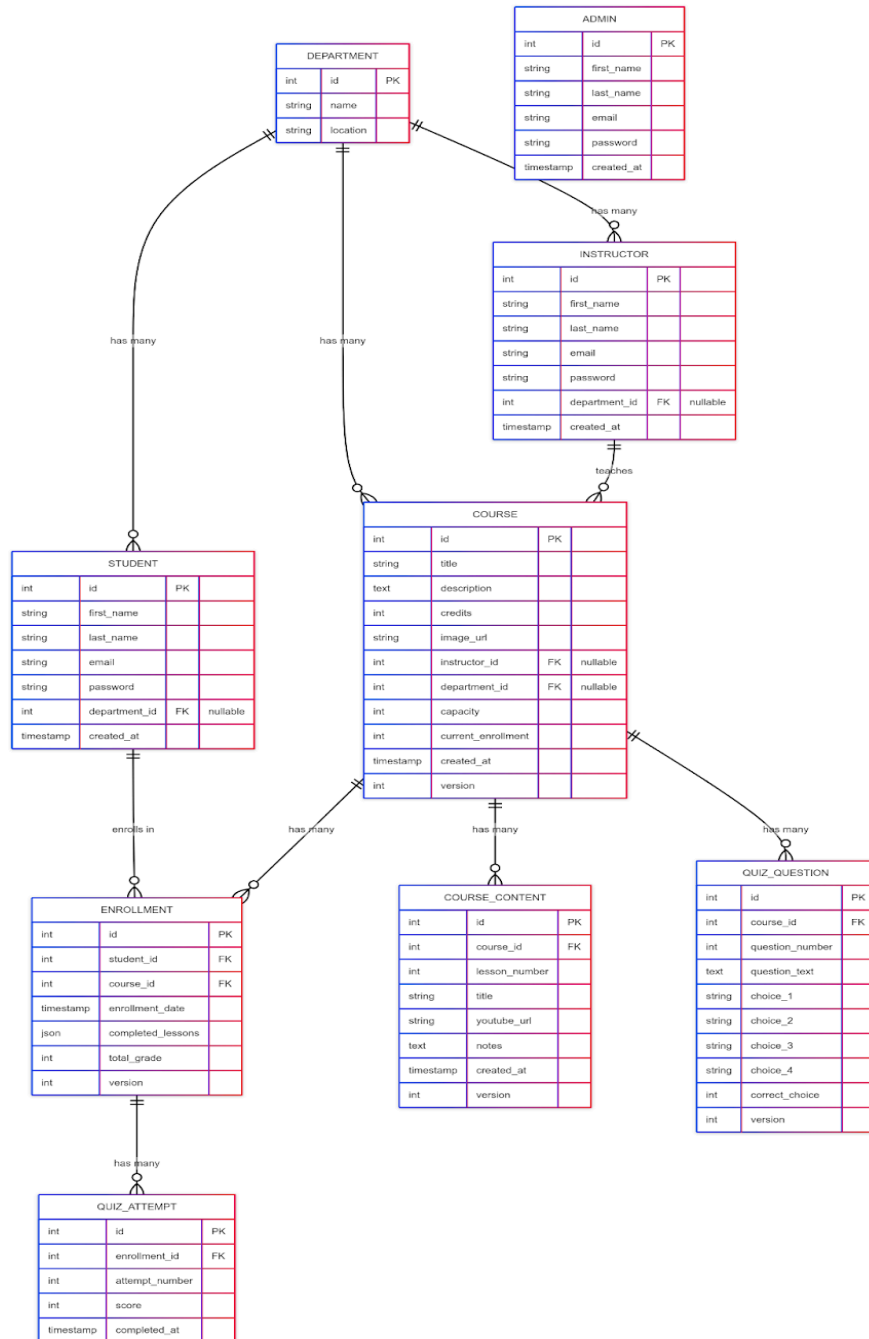 ADMIN
int id PK
string first_name
string last_name
string email
string password
timestamp created_at
DEPARTMENT
int id PK
string name
string location
has many
INSTRUCTOR
int id PK
string first_name
string last_name
string email
string password
int department_id FK nullable
timestamp created_at
has many
has many
teaches
COURSE
int id PK
string title
text description
int credits
string image_url
int instructor_id FK nullable
int department_id FK nullable
int capacity
int current_enrollment
timestamp created_at
int version
STUDENT
int id PK
string first_name
string last_name
string email
string password
int department_id FK nullable
timestamp created_at
enrolls in
has many
has many
has many
ENROLLMENT
int id PK
int student_id FK
int course_id FK
timestamp enrollment_date
json completed_lessons
int total_grade
int version
COURSE_CONTENT
int id PK
int course_id FK
int lesson_number
string title
string youtube_url
text notes
timestamp created_at
int version
QUIZ_QUESTION
int id PK
int course_id FK
int question_number
text question_text
string choice_1
string choice_2
string choice_3
string choice_4
int correct_choice
int version
has many
QUIZ_ATTEMPT
int id PK
int enrollment_id FK
int attempt_number
int score
timestamp completed_at